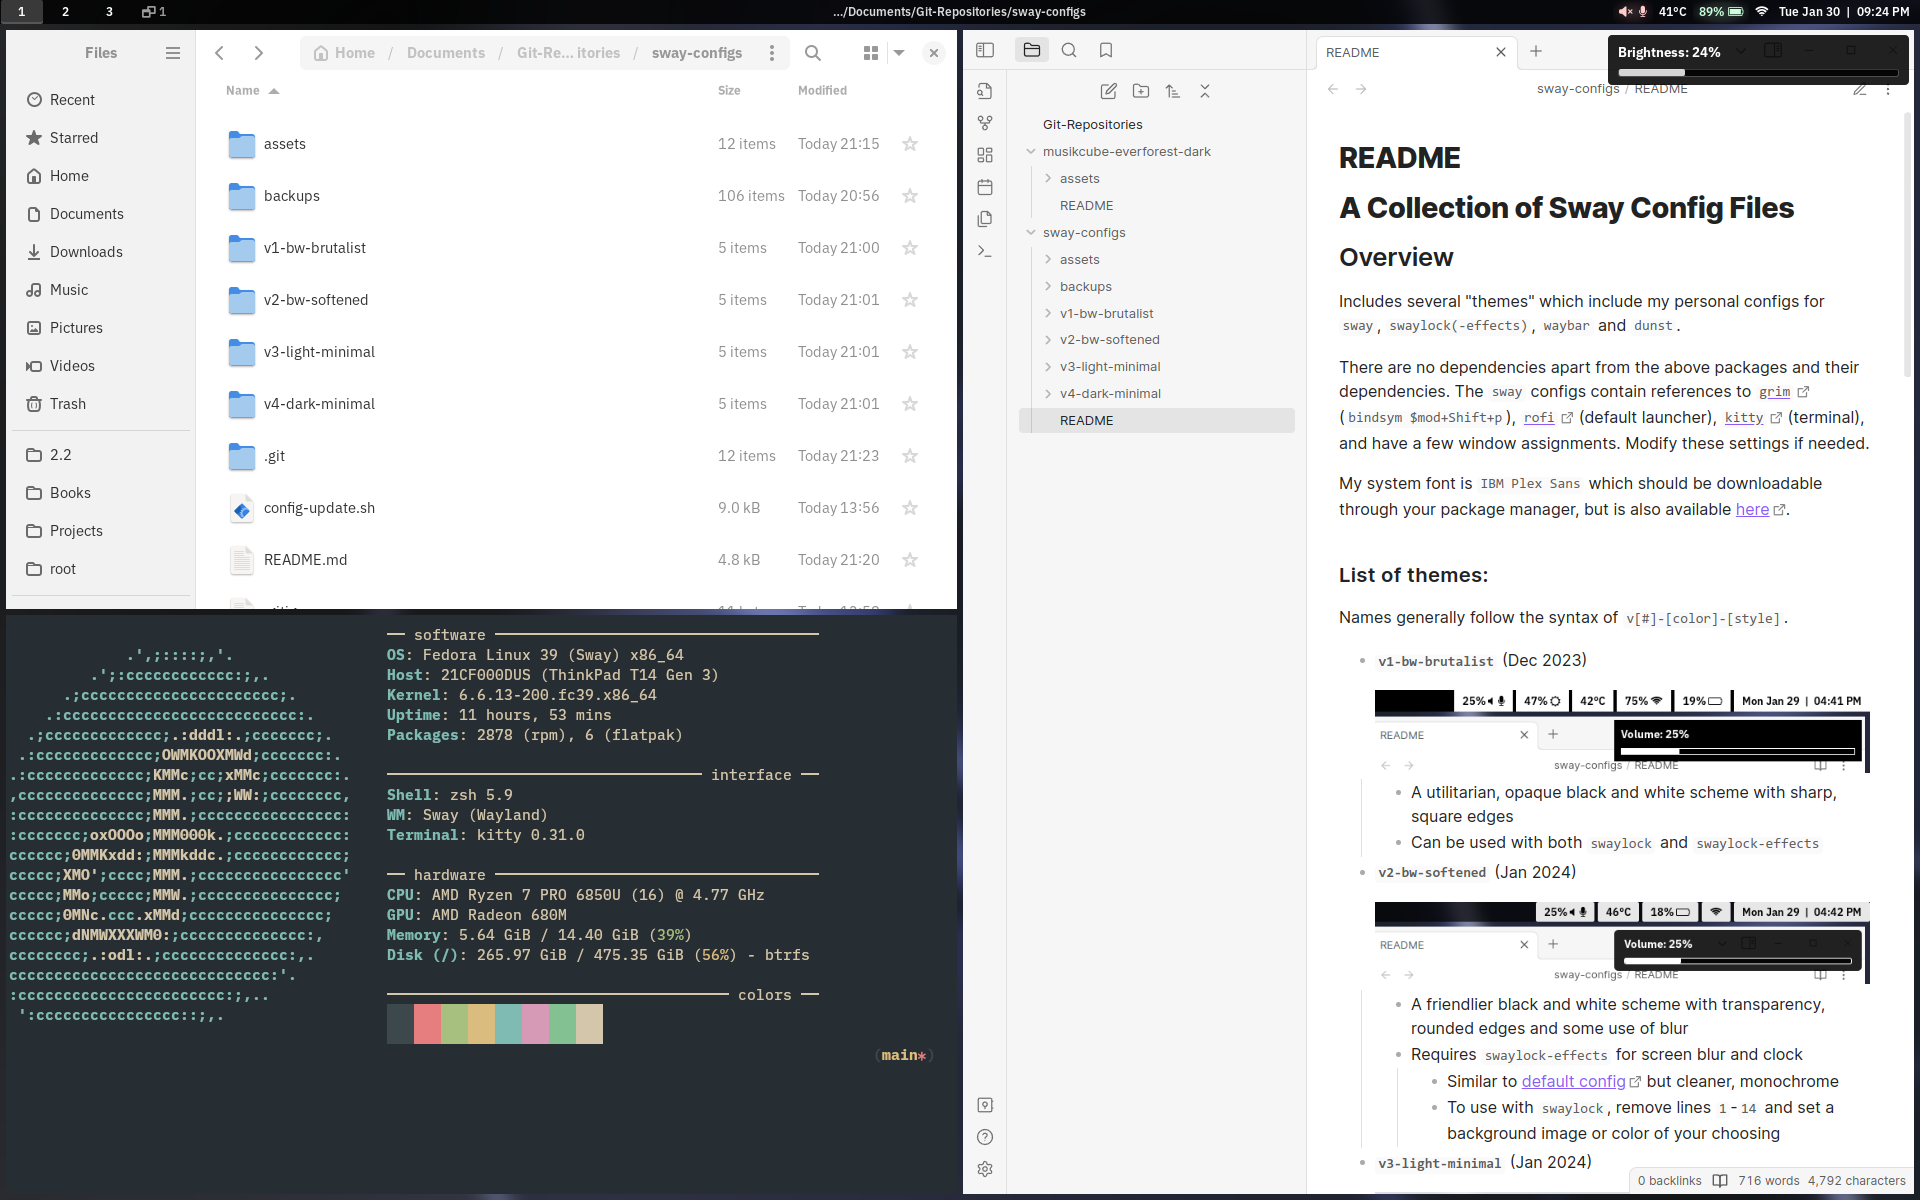 1 2 3 1
.../Documents/Git-Repositories/sway-configs
41°C 89% Tue Jan 30 | 09:24 PM
Files
Home / Documents / Git-Re... itories / sway-configs
Name Size Modified
Recent
Starred
Home
Documents
Downloads
Music
Pictures
Videos
Trash
2.2
Books
Projects
root
assets 12 items Today 21:15
backups 106 items Today 20:56
v1-bw-brutalist 5 items Today 21:00
v2-bw-softened 5 items Today 21:01
v3-light-minimal 5 items Today 21:01
v4-dark-minimal 5 items Today 21:01
.git 12 items Today 21:23
config-update.sh 9.0 kB Today 13:56
README.md 4.8 kB Today 21:20
software
OS: Fedora Linux 39 (Sway) x86_64
Host: 21CF000DUS (ThinkPad T14 Gen 3)
Kernel: 6.6.13-200.fc39.x86_64
Uptime: 11 hours, 53 mins
Packages: 2878 (rpm), 6 (flatpak)
interface
Shell: zsh 5.9
WM: Sway (Wayland)
Terminal: kitty 0.31.0
hardware
CPU: AMD Ryzen 7 PRO 6850U (16) @ 4.77 GHz
GPU: AMD Radeon 680M
Memory: 5.64 GiB / 14.40 GiB (39%)
Disk (/): 265.97 GiB / 475.35 GiB (56%) - btrfs
colors
(main*)
Git-Repositories
musikcube-everforest-dark
assets
README
sway-configs
assets
backups
v1-bw-brutalist
v2-bw-softened
v3-light-minimal
v4-dark-minimal
README
README
Brightness: 24%
sway-configs / README
README
A Collection of Sway Config Files
Overview
Includes several "themes" which include my personal configs for
sway, swaylock(-effects), waybar and dunst.
There are no dependencies apart from the above packages and their
dependencies. The sway configs contain references to grim
(bindsym $mod+Shift+p), rofi (default launcher), kitty (terminal),
and have a few window assignments. Modify these settings if needed.
My system font is IBM Plex Sans which should be downloadable
through your package manager, but is also available here.
List of themes:
Names generally follow the syntax of v[#]-[color]-[style].
v1-bw-brutalist (Dec 2023)
25% 47% 42°C 75% 19% Mon Jan 29 | 04:41 PM
README
Volume: 25%
sway-configs / README
A utilitarian, opaque black and white scheme with sharp,
square edges
Can be used with both swaylock and swaylock-effects
v2-bw-softened (Jan 2024)
25% 46°C 18% Mon Jan 29 | 04:42 PM
README
Volume: 25%
sway-configs / README
A friendlier black and white scheme with transparency,
rounded edges and some use of blur
Requires swaylock-effects for screen blur and clock
Similar to default config but cleaner, monochrome
To use with swaylock, remove lines 1-14 and set a
background image or color of your choosing
v3-light-minimal (Jan 2024)
0 backlinks 716 words 4,792 characters